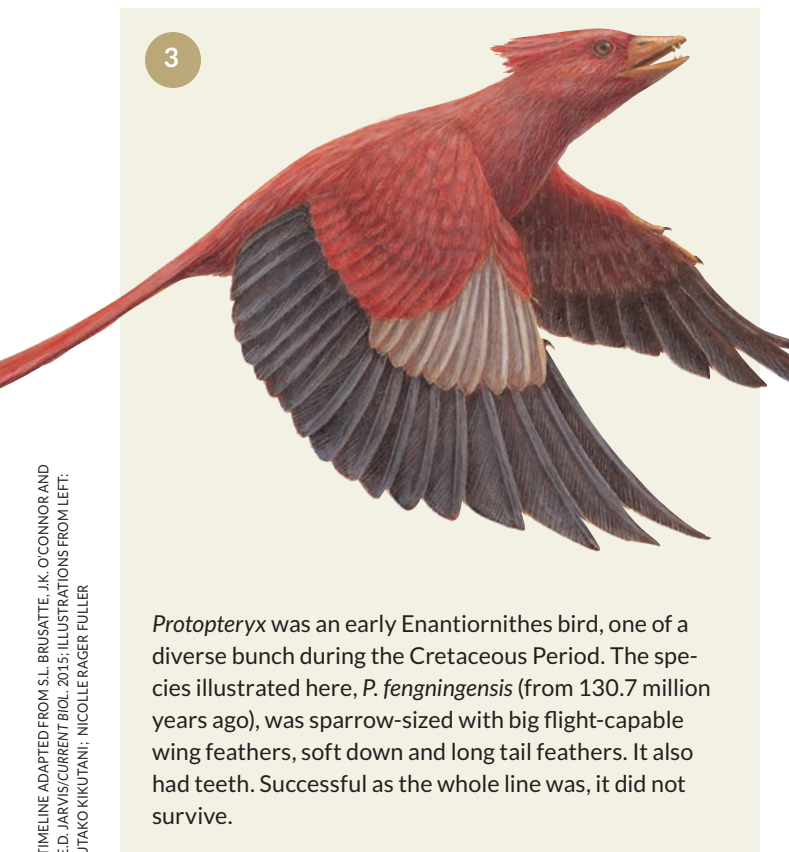 3
Protopteryx was an early Enantiornithes bird, one of a
diverse bunch during the Cretaceous Period. The spe-
cies illustrated here, P. fengningensis (from 130.7 million
years ago), was sparrow-sized with big flight-capable
wing feathers, soft down and long tail feathers. It also
had teeth. Successful as the whole line was, it did not
survive.
TIMELINE ADAPTED FROM S.L. BRUSATTE, J.K. O'CONNOR AND
E.D. JARVIS/CURRENT BIOL. 2015; ILLUSTRATIONS FROM LEFT:
UTAKO KIKUTANI; NICOLLE RAGER FULLER